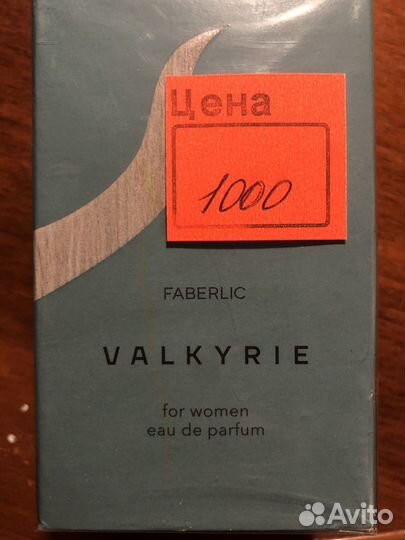 Цена
1000
FABERLIC
VALKYRIE
for women
eau de parfum
Avito